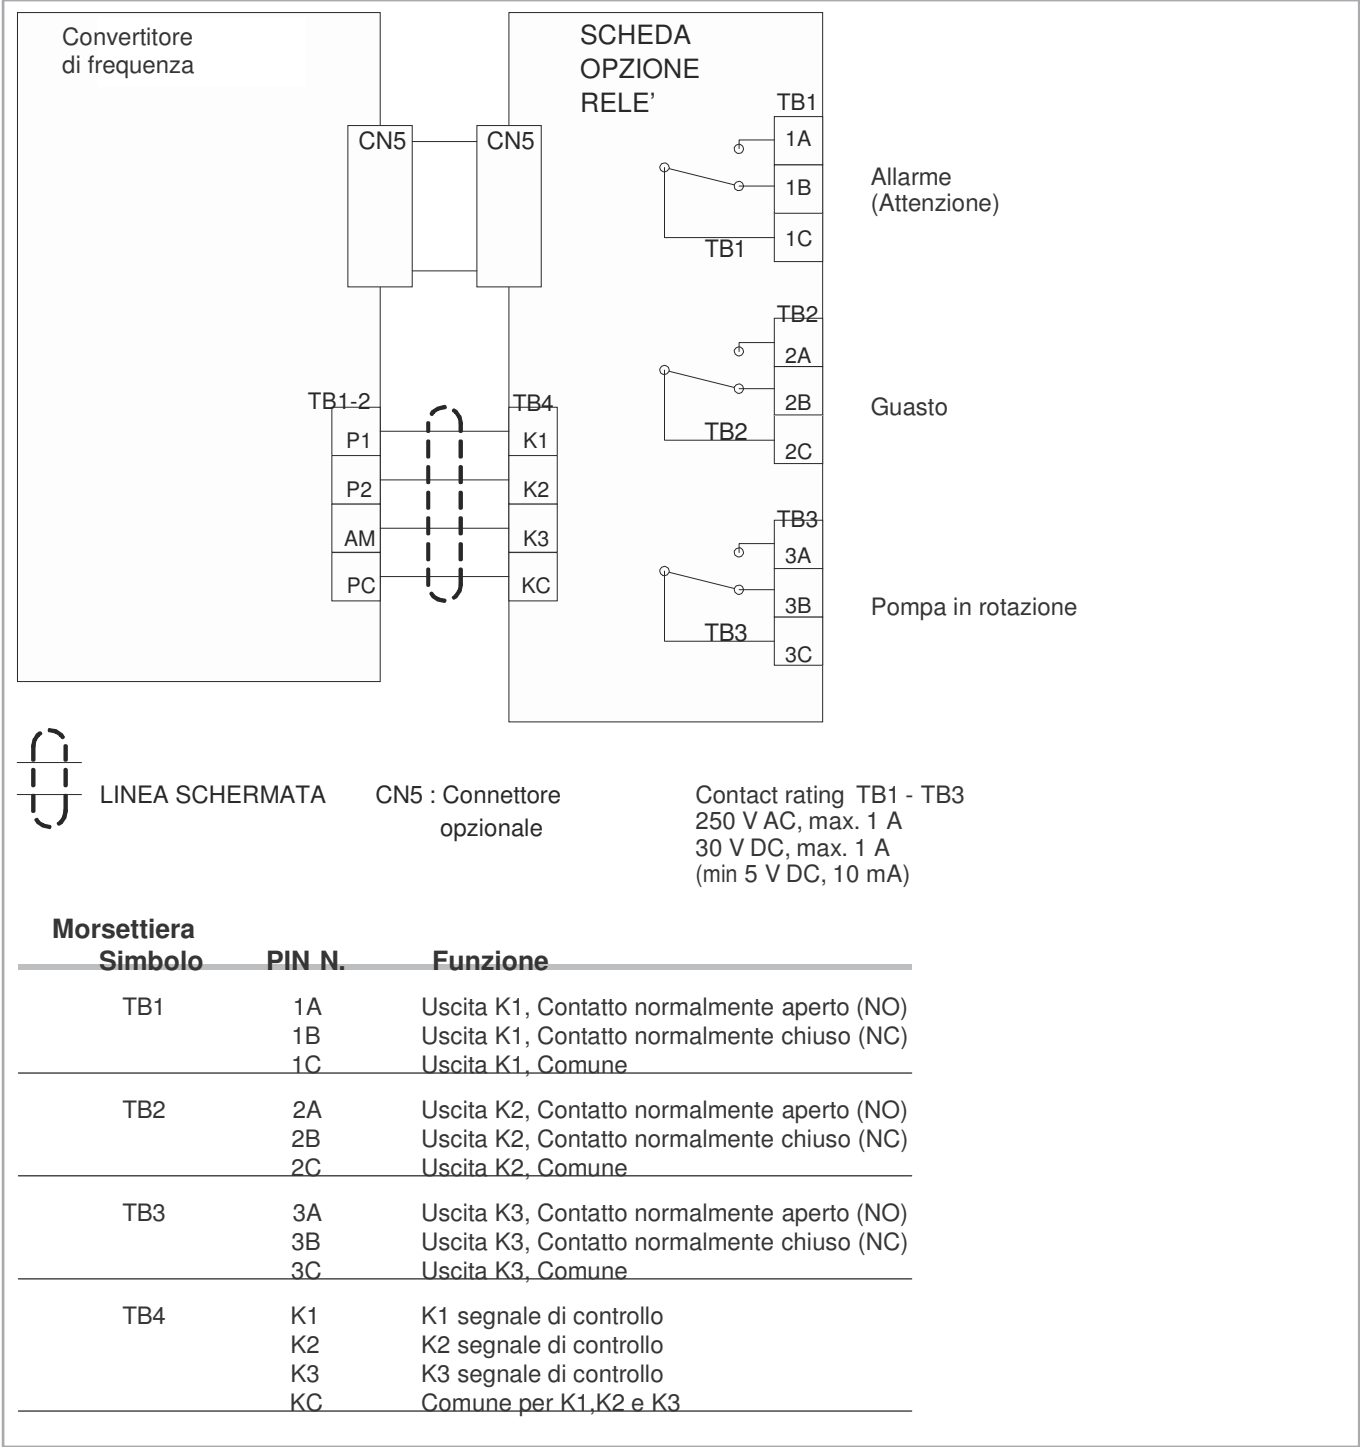 Convertitore
di frequenza
SCHEDA
OPZIONE
RELE'
CN5
CN5
TB1
1A
1B
1C
TB1
Allarme
(Attenzione)
TB2
2A
2B
2C
TB2
Guasto
TB1-2
P1
P2
AM
PC
TB4
K1
K2
K3
KC
TB3
3A
3B
3C
TB3
Pompa in rotazione
LINEA SCHERMATA
CN5 : Connettore
opzionale
Contact rating TB1 - TB3
250 V AC, max. 1 A
30 V DC, max. 1 A
(min 5 V DC, 10 mA)
Morsettiera
Simbolo PIN N. Funzione
TB1 1A Uscita K1, Contatto normalmente aperto (NO)
1B Uscita K1, Contatto normalmente chiuso (NC)
1C Uscita K1, Comune
TB2 2A Uscita K2, Contatto normalmente aperto (NO)
2B Uscita K2, Contatto normalmente chiuso (NC)
2C Uscita K2, Comune
TB3 3A Uscita K3, Contatto normalmente aperto (NO)
3B Uscita K3, Contatto normalmente chiuso (NC)
3C Uscita K3, Comune
TB4 K1 K1 segnale di controllo
K2 K2 segnale di controllo
K3 K3 segnale di controllo
KC Comune per K1,K2 e K3